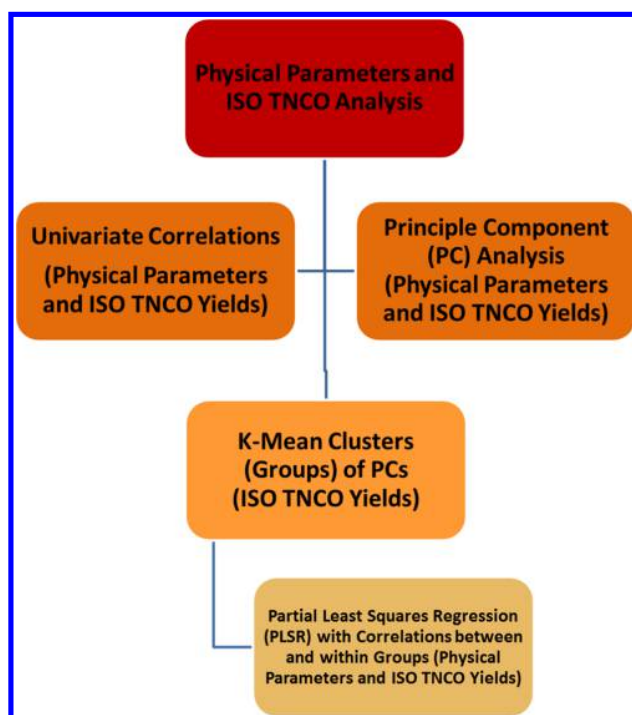 Physical Parameters and
ISO TNCO Analysis
Univariate Correlations
(Physical Parameters
and ISO TNCO Yields)
Principle Component
(PC) Analysis
(Physical Parameters
and ISO TNCO Yields)
K-Mean Clusters
(Groups) of PCs
(ISO TNCO Yields)
Partial Least Squares Regression
(PLSR) with Correlations between
and within Groups (Physical
Parameters and ISO TNCO Yields)